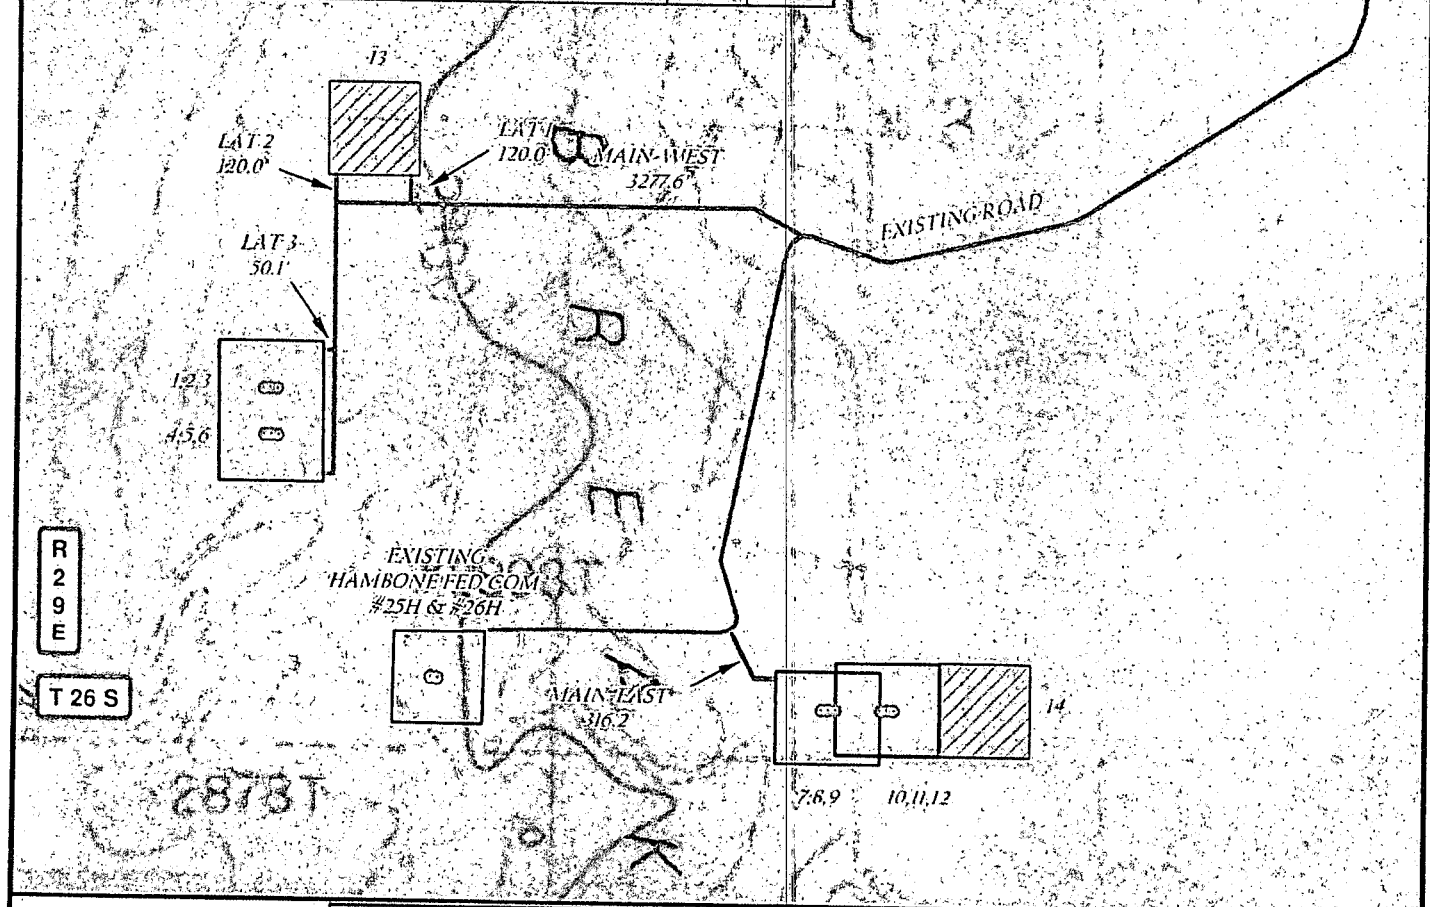 13
LAT 2
120.0'
LAT 1
120.0
MAIN-WEST
3277.6'
EXISTING ROAD
LAT 3
50.1'
1,2,3
4,5,6
B
R
E
Y
K
R
2
9
E
T 26 S
EXISTING
HAMBONE FED COM
#25H & #26H
MAIN-EAST
316.2'
14
7,8,9
10,11,12
2878T